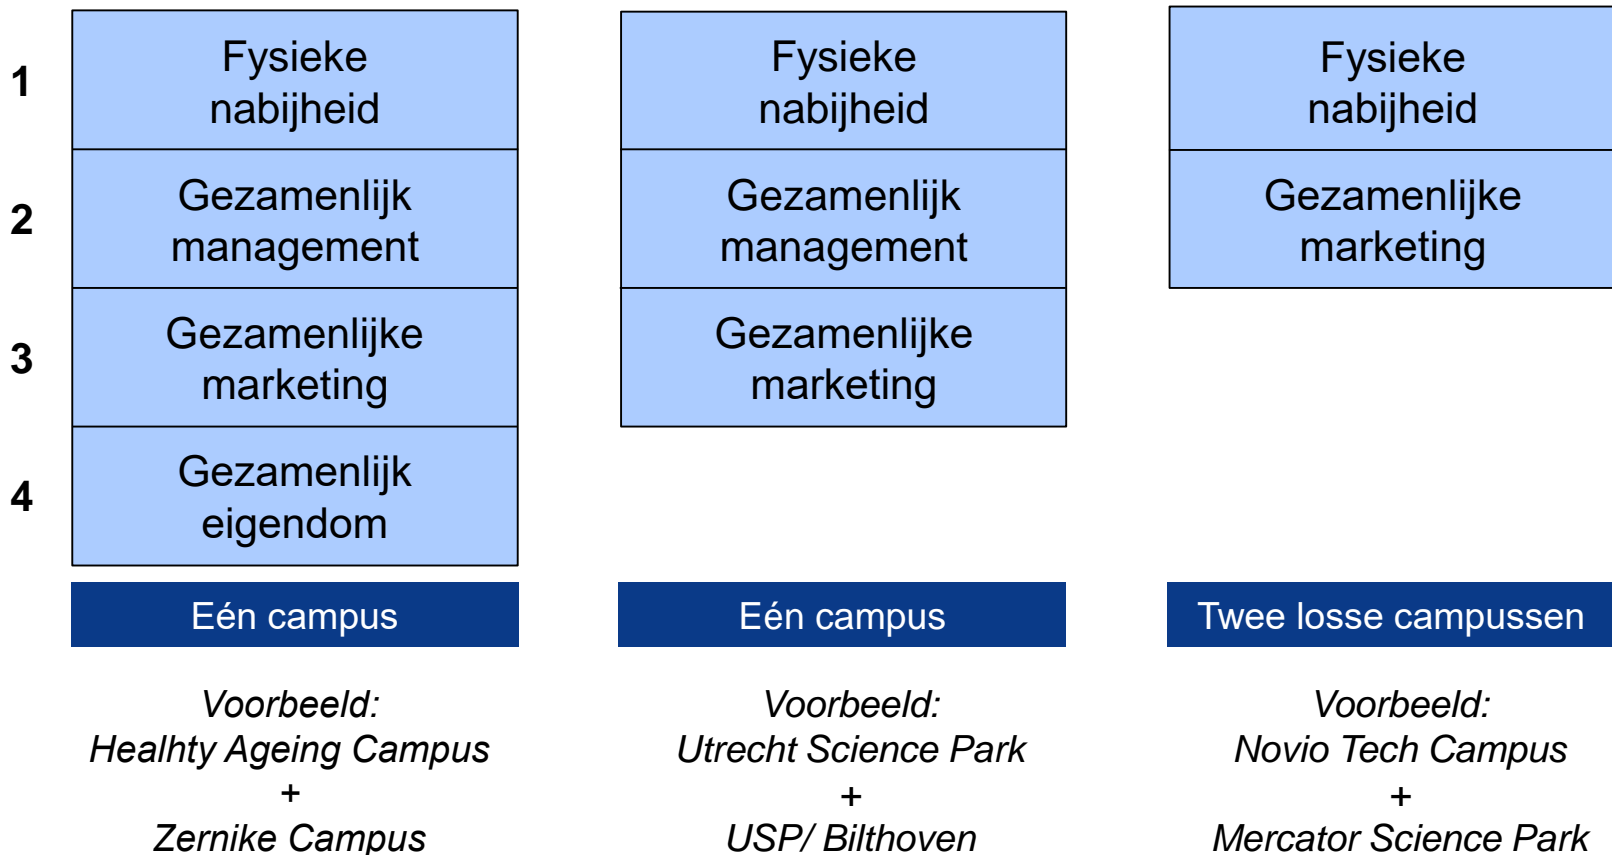 1
Fysieke
nabijheid
Fysieke
nabijheid
Fysieke
nabijheid
2
Gezamenlijk
management
Gezamenlijk
management
Gezamenlijke
marketing
3
Gezamenlijke
marketing
Gezamenlijke
marketing
4
Gezamenlijk
eigendom
Eén campus
Eén campus
Twee losse campussen
Voorbeeld:
Healhty Ageing Campus
+
Zernike Campus
Voorbeeld:
Utrecht Science Park
+
USP/ Bilthoven
Voorbeeld:
Novio Tech Campus
+
Mercator Science Park